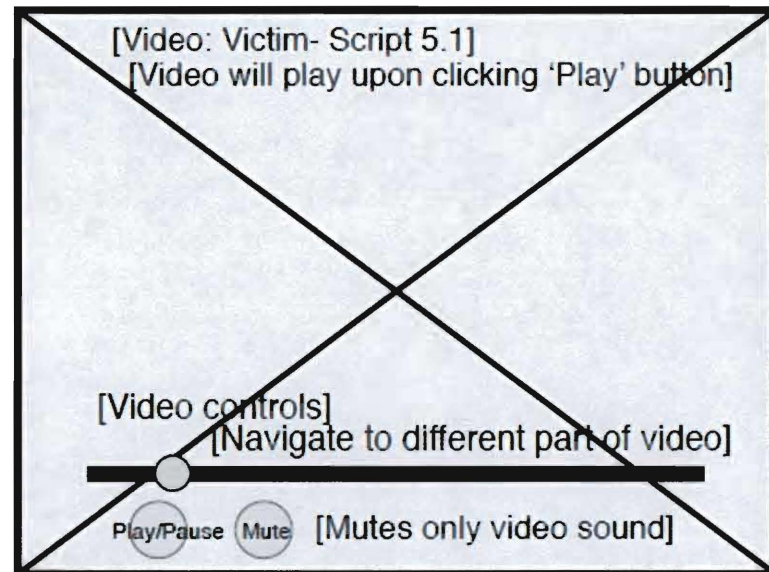 [Video: Victim- Script 5.1]
[Video will play upon clicking 'Play' button]
[Video controls]
[Navigate to different part of video]
Play/Pause Mute [Mutes only video sound]